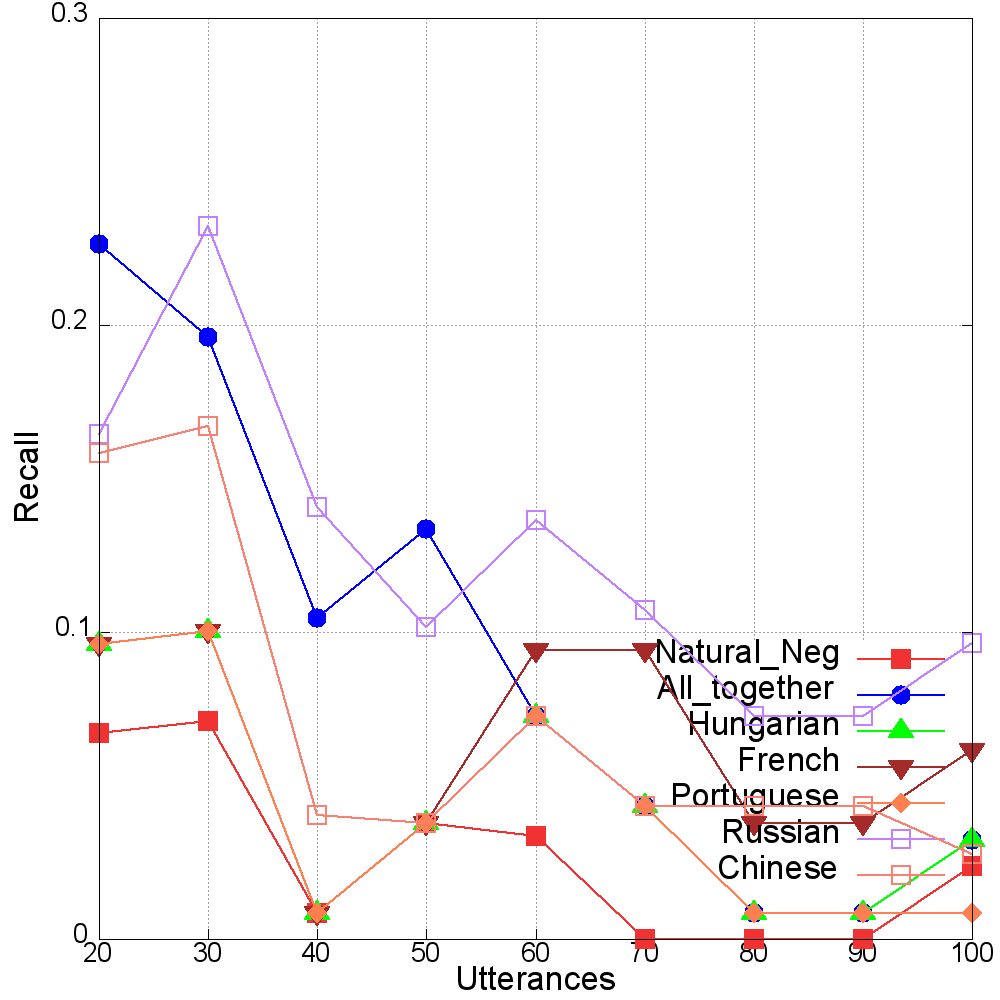 0.3
0.2
0.1
0
Recall
20 30 40 50 60 70 80 90 100
Utterances
Natural_Neg
All_together
Hungarian
French
Portuguese
Russian
Chinese